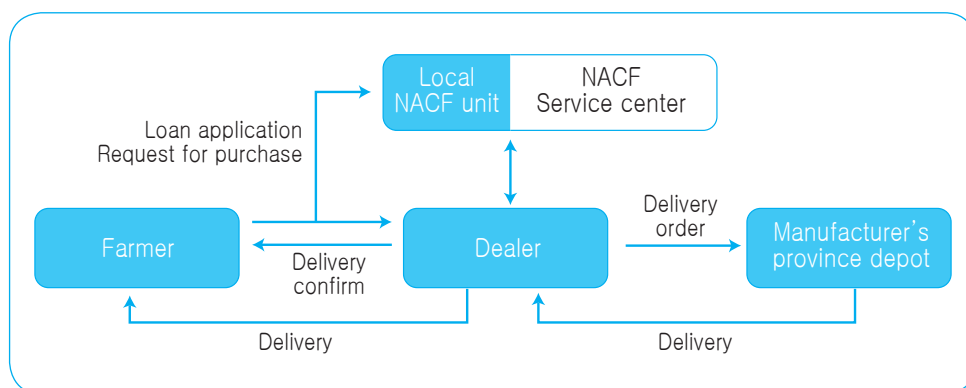 Local
NACF unit
NACF
Service center
Loan application
Request for purchase
Farmer
Delivery
confirm
Dealer
Delivery
order
Manufacturer's
province depot
Delivery
Delivery